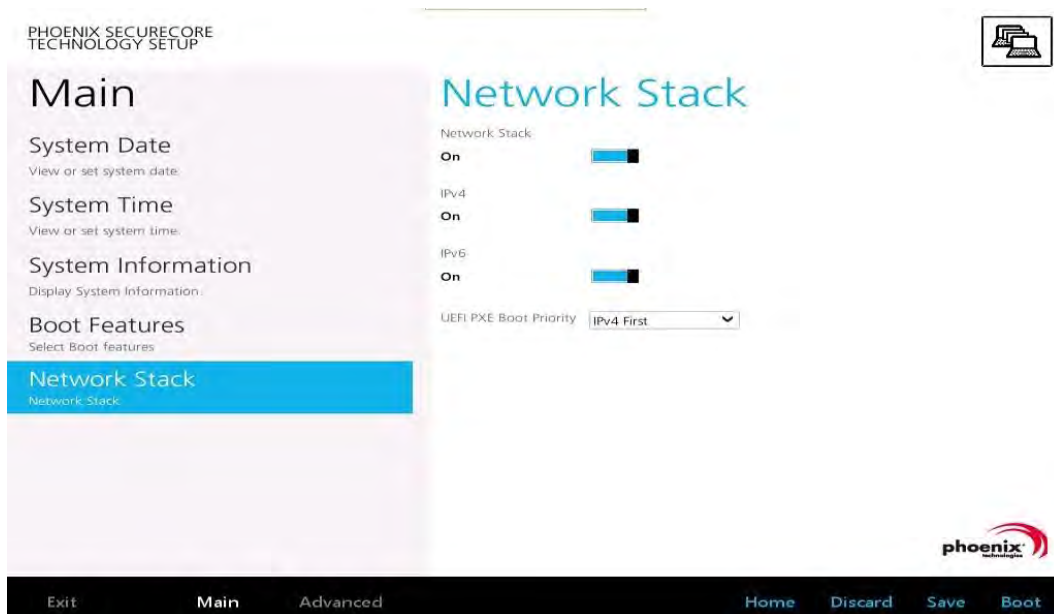 PHOENIX SECURECORE
TECHNOLOGY SETUP
Main
System Date
View or set system date.
System Time
View or set system time.
System Information
Display System Information.
Boot Features
Select Boot features
Network Stack
Network Stack
Network Stack
Network Stack
On
IPv4
On
IPv6
On
UEFI PXE Boot Priority IPv4 First
phoenix
technologies
Exit Main Advanced Home Discard Save Boot